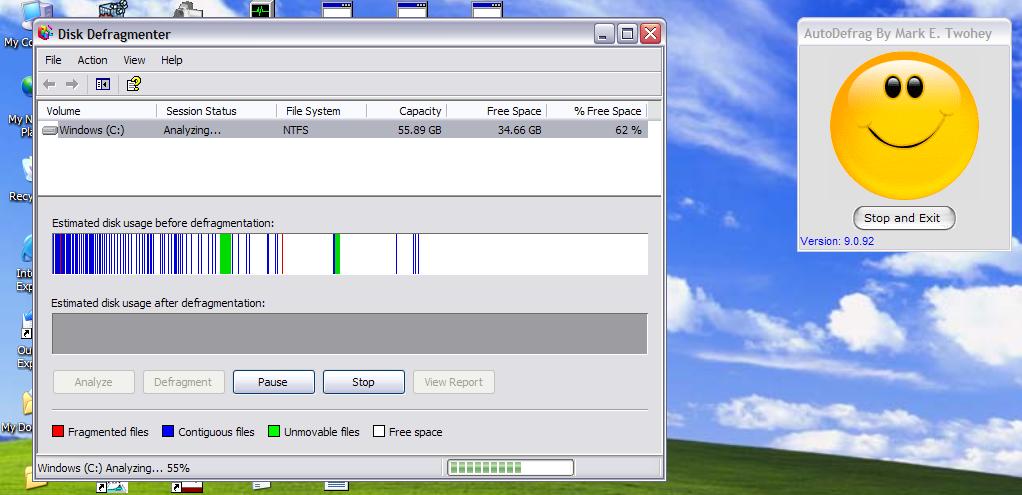 Disk Defragmenter
File Action View Help
Volume Session Status File System Capacity Free Space % Free Space
Windows (C:) Analyzing... NTFS 55.89 GB 34.66 GB 62 %
Estimated disk usage before defragmentation:
Estimated disk usage after defragmentation:
Analyze Defragment Pause Stop View Report
Fragmented files Contiguous files Unmovable files Free space
Windows (C:) Analyzing... 55%
AutoDefrag By Mark E. Twohey
Stop and Exit
Version: 9.0.92
My Co
My N
Pla
Recy
Int
Exp
Ou
Exp
My Do